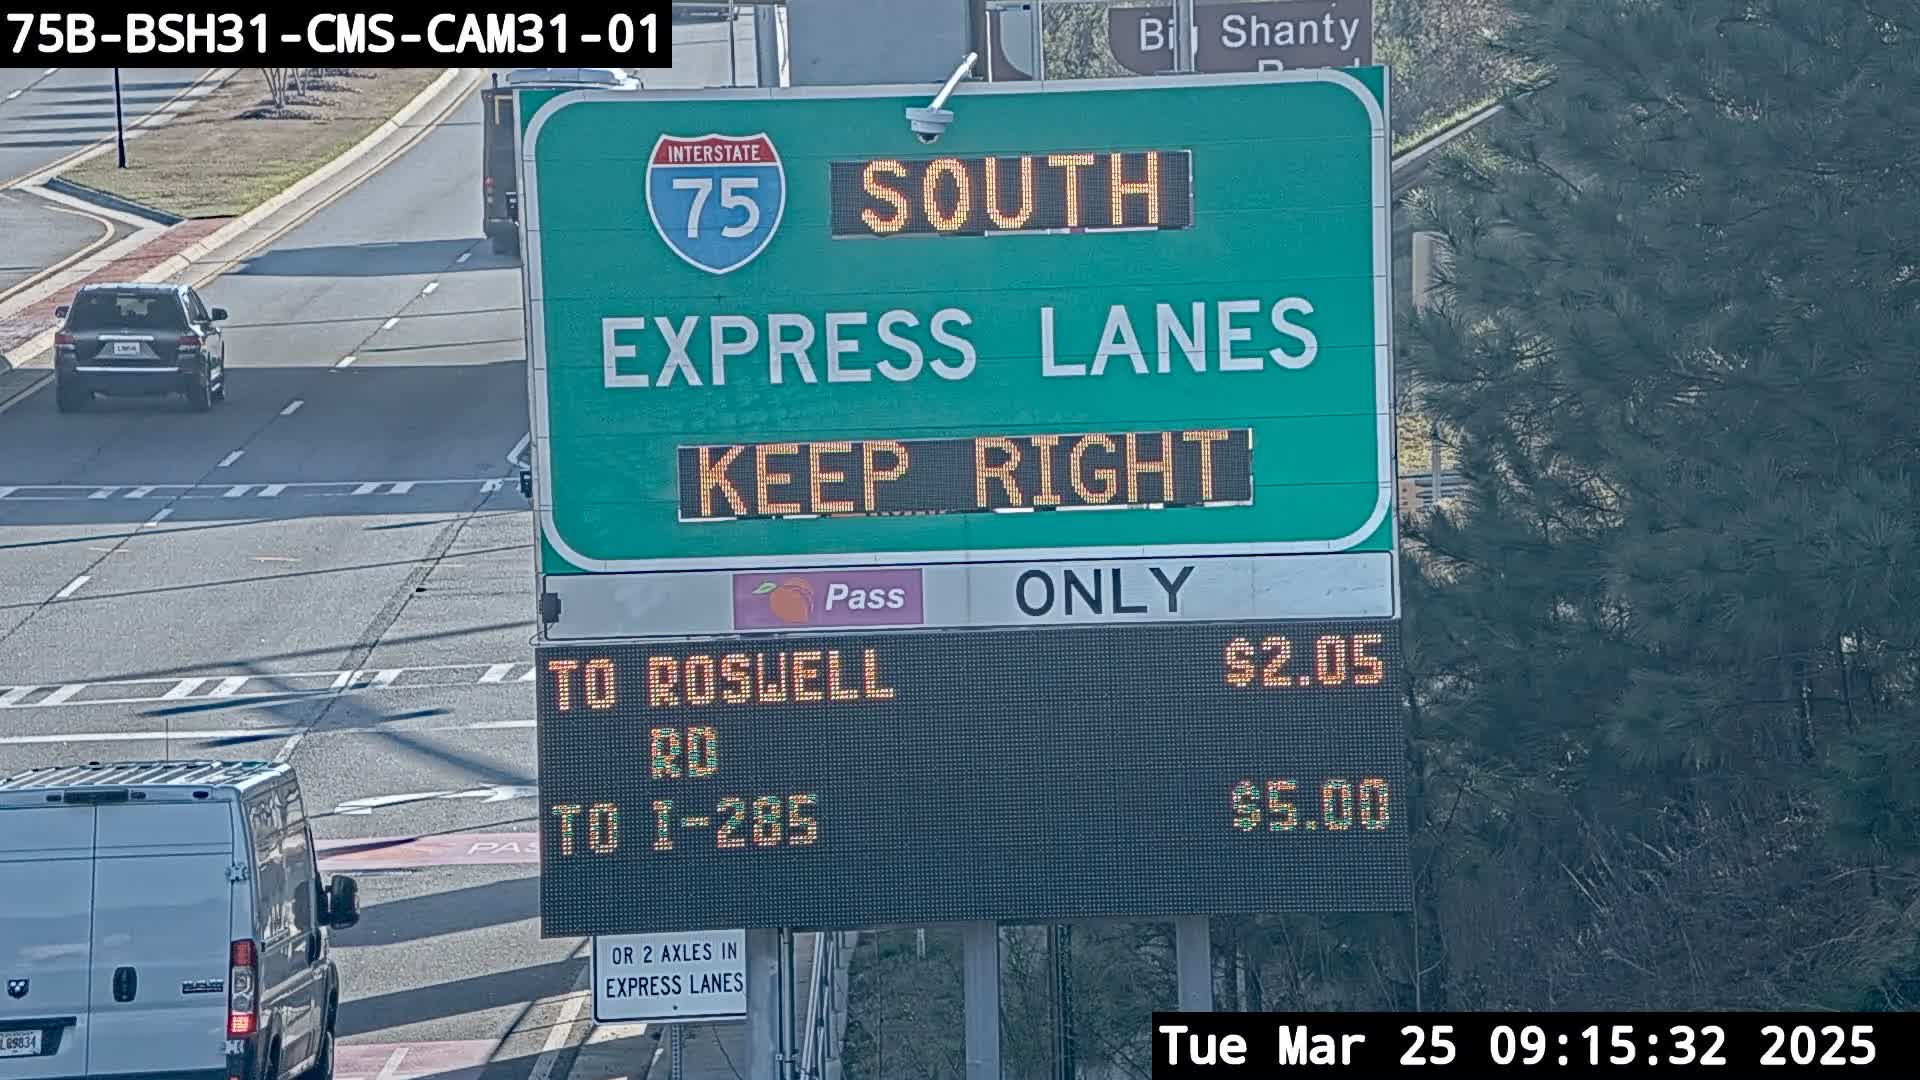 75B-BSH31-CMS-CAM31-01
Big Shanty
INTERSTATE
75
SOUTH
EXPRESS LANES
KEEP RIGHT
Pass
ONLY
TO ROSWELL $2.05
RD
TO I-285 $5.00
OR 2 AXLES IN
EXPRESS LANES
Tue Mar 25 09:15:32 2025